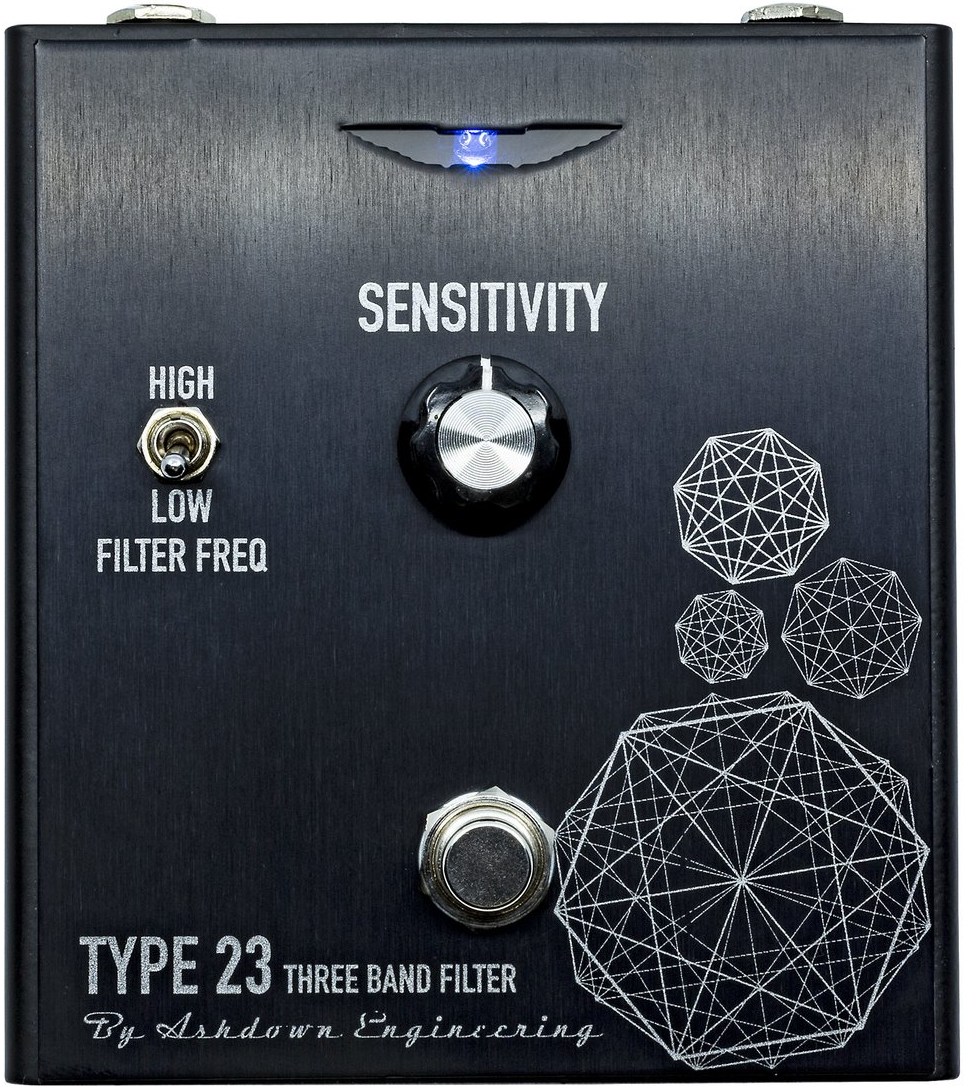 SENSITIVITY
HIGH
LOW
FILTER FREQ
TYPE 23 THREE BAND FILTER
By Ashdown Engineering